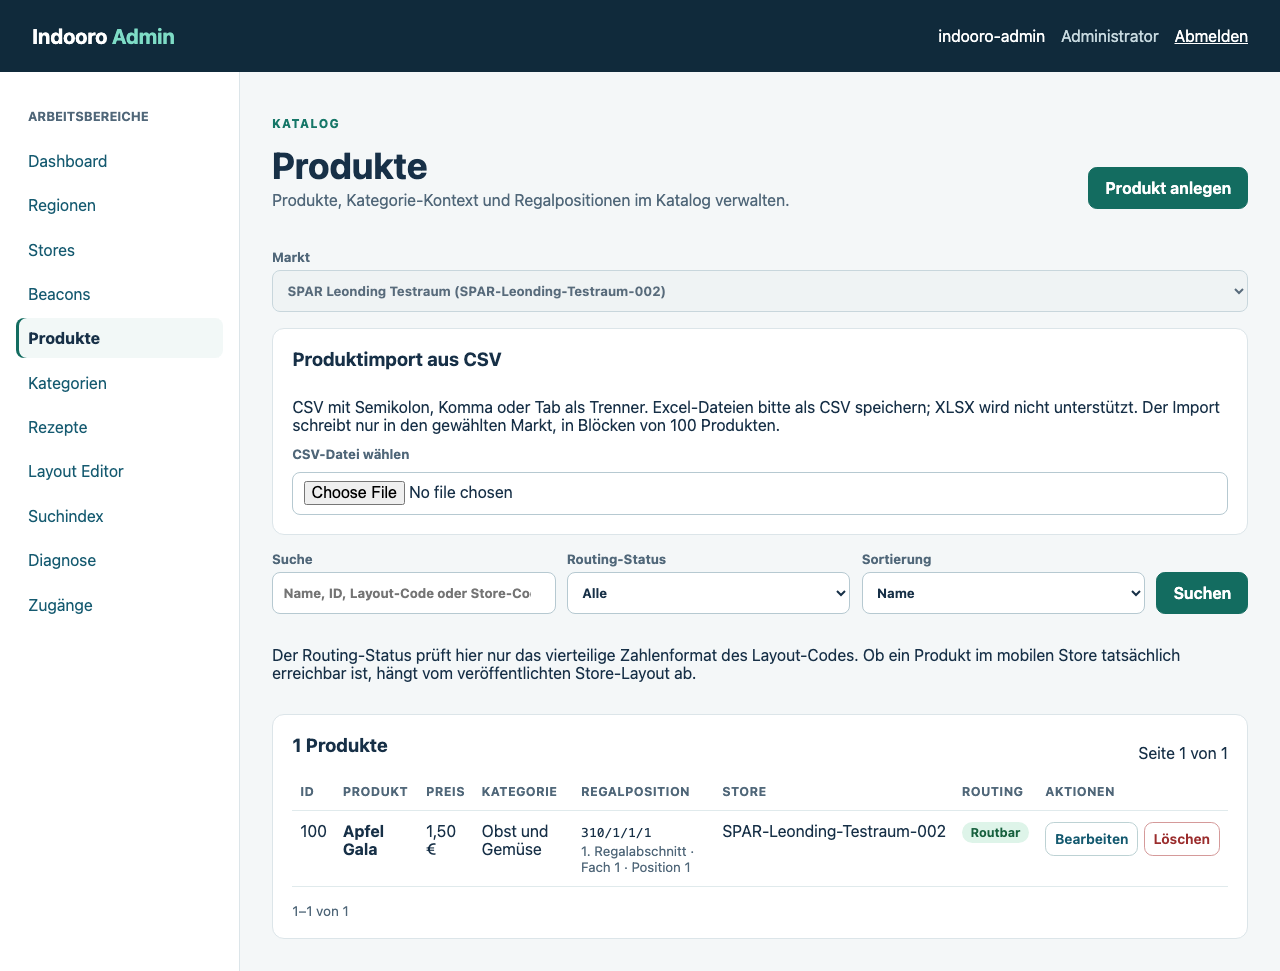 Indooro Admin
indooro-admin Administrator Abmelden
ARBEITSBEREICHE
Dashboard
Regionen
Stores
Beacons
Produkte
Kategorien
Rezepte
Layout Editor
Suchindex
Diagnose
Zugänge
KATALOG
Produkte
Produkte, Kategorie-Kontext und Regalpositionen im Katalog verwalten.
Produkt anlegen
Markt
SPAR Leonding Testraum (SPAR-Leonding-Testraum-002)
Produktimport aus CSV
CSV mit Semikolon, Komma oder Tab als Trenner. Excel-Dateien bitte als CSV speichern; XLSX wird nicht unterstützt. Der Import
schreibt nur in den gewählten Markt, in Blöcken von 100 Produkten.
CSV-Datei wählen
Choose File No file chosen
Suche Routing-Status Sortierung
Name, ID, Layout-Code oder Store-Co Alle Name Suchen
Der Routing-Status prüft hier nur das vierteilige Zahlenformat des Layout-Codes. Ob ein Produkt im mobilen Store tatsächlich
erreichbar ist, hängt vom veröffentlichten Store-Layout ab.
1 Produkte
Seite 1 von 1
ID PRODUKT PREIS KATEGORIE REGALPOSITION STORE ROUTING AKTIONEN
100 Apfel 1,50 Obst und 310/1/1/1 SPAR-Leonding-Testraum-002 Routbar Bearbeiten Löschen
Gala € Gemüse 1. Regalabschnitt ·
Fach 1 · Position 1
1–1 von 1